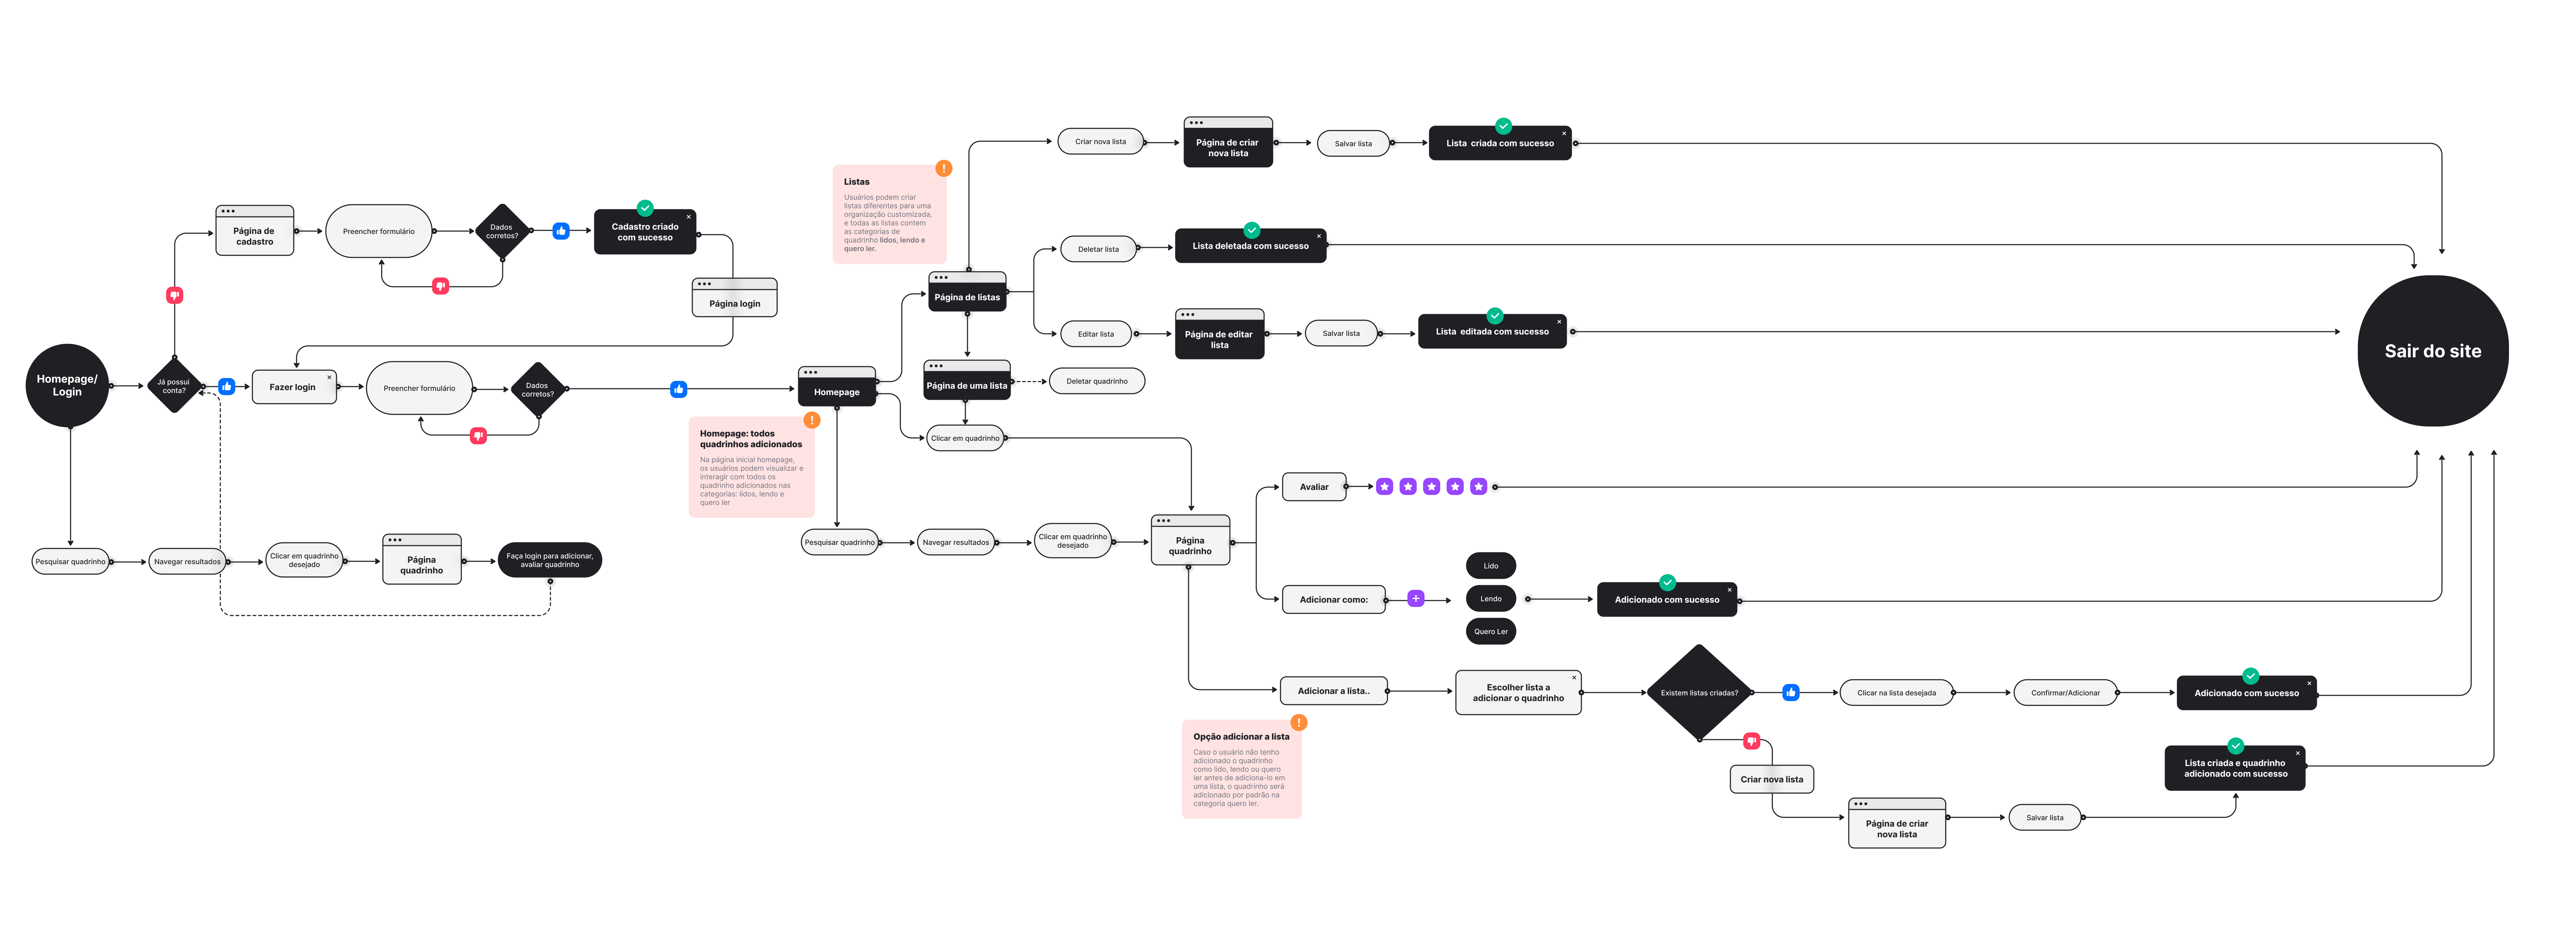 Homepage/
Login
Já possui
conta?
Página de
cadastro
Preencher formulário
Dados
corretos?
Cadastro criado
com sucesso
Página login
Fazer login
Preencher formulário
Dados
corretos?
Pesquisar quadrinho
Navegar resultados
Clicar em quadrinho
desejado
Página
quadrinho
Faça login para adicionar,
avaliar quadrinho
Homepage
Homepage: todos
quadrinhos adicionados
Na página inicial homepage,
os usuários podem visualizar e
interagir com todos os
quadrinho adicionados nas
categorias: lidos, lendo e
quero ler
Listas
Usuários podem criar
listas diferentes para uma
organização customizada,
e todas as listas contem
as categorias de
quadrinho lidos, lendo e
quero ler.
Página de listas
Criar nova lista
Página de criar
nova lista
Salvar lista
Lista criada com sucesso
Deletar lista
Lista deletada com sucesso
Editar lista
Página de editar
lista
Salvar lista
Lista editada com sucesso
Página de uma lista
Deletar quadrinho
Clicar em quadrinho
Pesquisar quadrinho
Navegar resultados
Clicar em quadrinho
desejado
Página
quadrinho
Avaliar
Adicionar como:
Lido
Lendo
Quero Ler
Adicionado com sucesso
Adicionar a lista..
Escolher lista a
adicionar o quadrinho
Existem listas criadas?
Clicar na lista desejada
Confirmar/Adicionar
Adicionado com sucesso
Opção adicionar a lista
Caso o usuário não tenho
adicionado o quadrinho
como lido, lendo ou quero
ler antes de adiciona-lo em
uma lista, o quadrinho será
adicionado por padrão na
categoria quero ler.
Criar nova lista
Página de criar
nova lista
Salvar lista
Lista criada e quadrinho
adicionado com sucesso
Sair do site